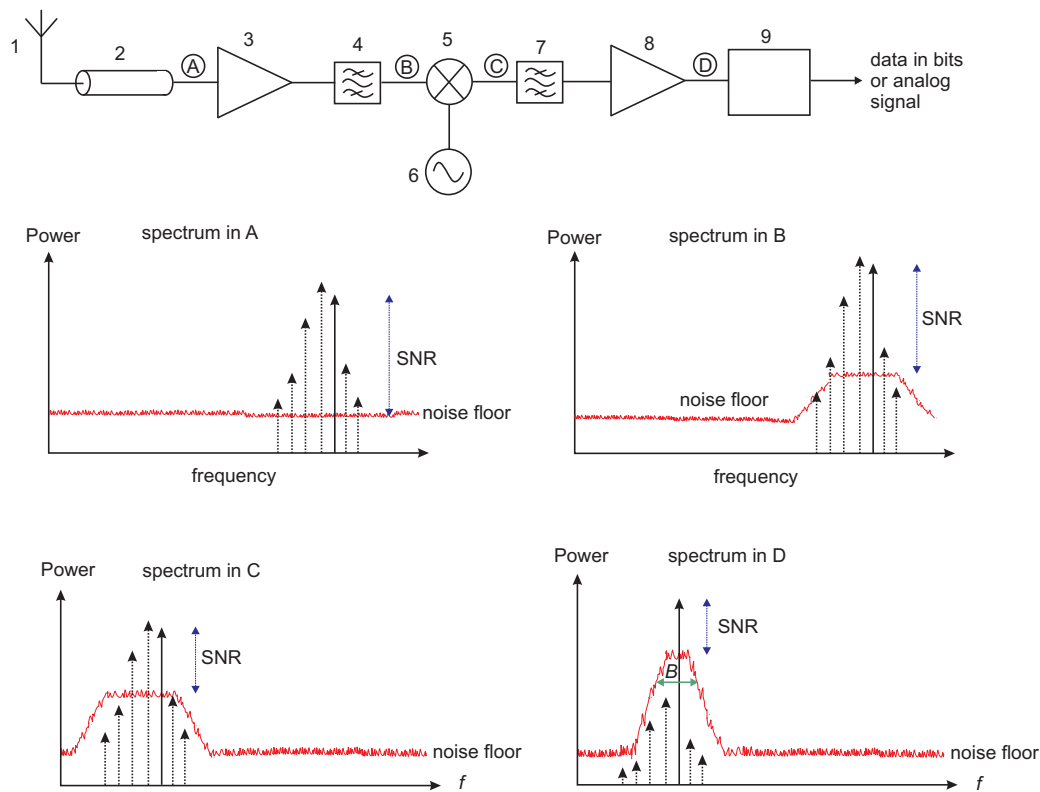 1
2
A
3
4
B
5
C
7
8
D
9
data in bits
or analog
signal
6
Power
spectrum in A
SNR
noise floor
frequency
Power
spectrum in B
SNR
noise floor
frequency
Power
spectrum in C
SNR
noise floor
f
Power
spectrum in D
SNR
B
noise floor
f